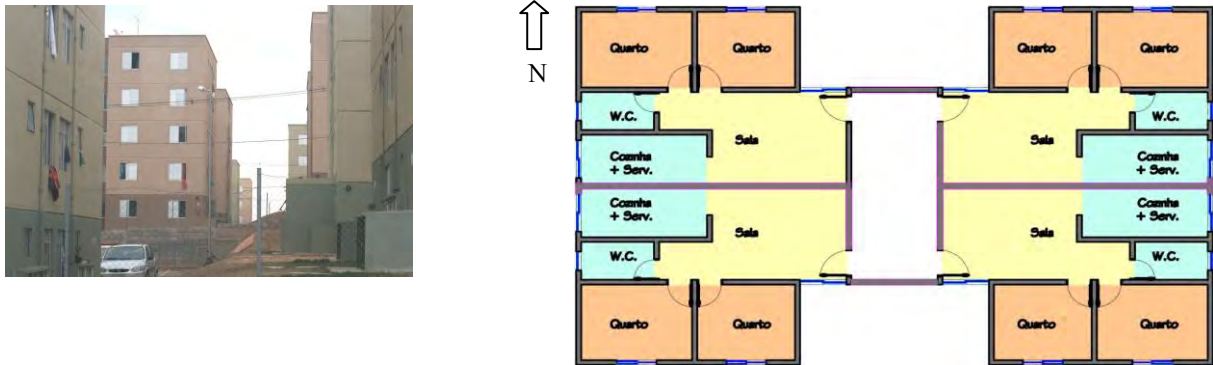 N
Quarto
Quarto
Quarto
Quarto
W.C.
W.C.
Sala
Sala
Cozinha
+ Serv.
Cozinha
+ Serv.
Cozinha
+ Serv.
Cozinha
+ Serv.
Sala
Sala
W.C.
W.C.
Quarto
Quarto
Quarto
Quarto